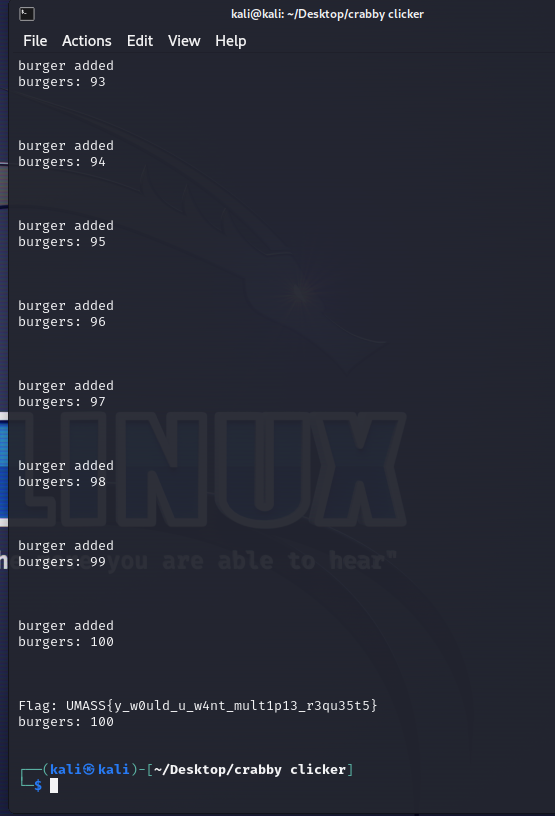 kali@kali: ~/Desktop/crabby clicker
File Actions Edit View Help
burger added
burgers: 93
burger added
burgers: 94
burger added
burgers: 95
burger added
burgers: 96
burger added
burgers: 97
LINUX
burger added
burgers: 98
burger added
you are able to hear"
burgers: 99
burger added
burgers: 100
Flag: UMASS{y_w0uld_u_w4nt_mult1p13_r3qu35t5}
burgers: 100
┌──(kali㉿kali)-[~/Desktop/crabby clicker]
└─$